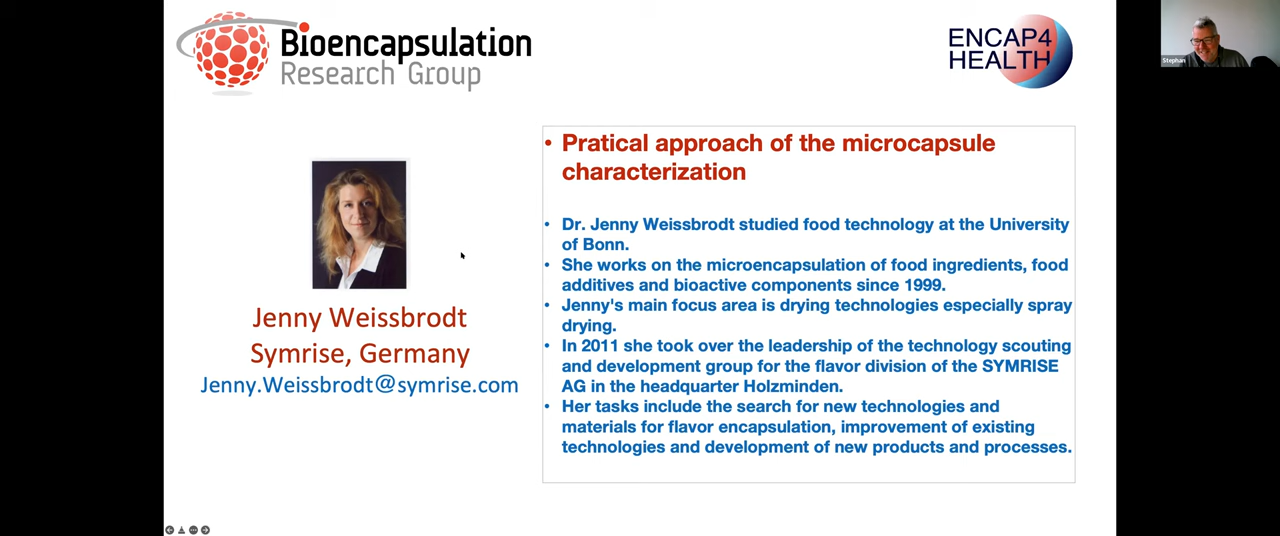 Bioencapsulation
Research Group
ENCAP4
HEALTH
Stephan
• Pratical approach of the microcapsule
characterization
• Dr. Jenny Weissbrodt studied food technology at the University
of Bonn.
• She works on the microencapsulation of food ingredients, food
additives and bioactive components since 1999.
• Jenny's main focus area is drying technologies especially spray
drying.
• In 2011 she took over the leadership of the technology scouting
and development group for the flavor division of the SYMRISE
AG in the headquarter Holzminden.
• Her tasks include the search for new technologies and
materials for flavor encapsulation, improvement of existing
technologies and development of new products and processes.
Jenny Weissbrodt
Symrise, Germany
Jenny.Weissbrodt@symrise.com